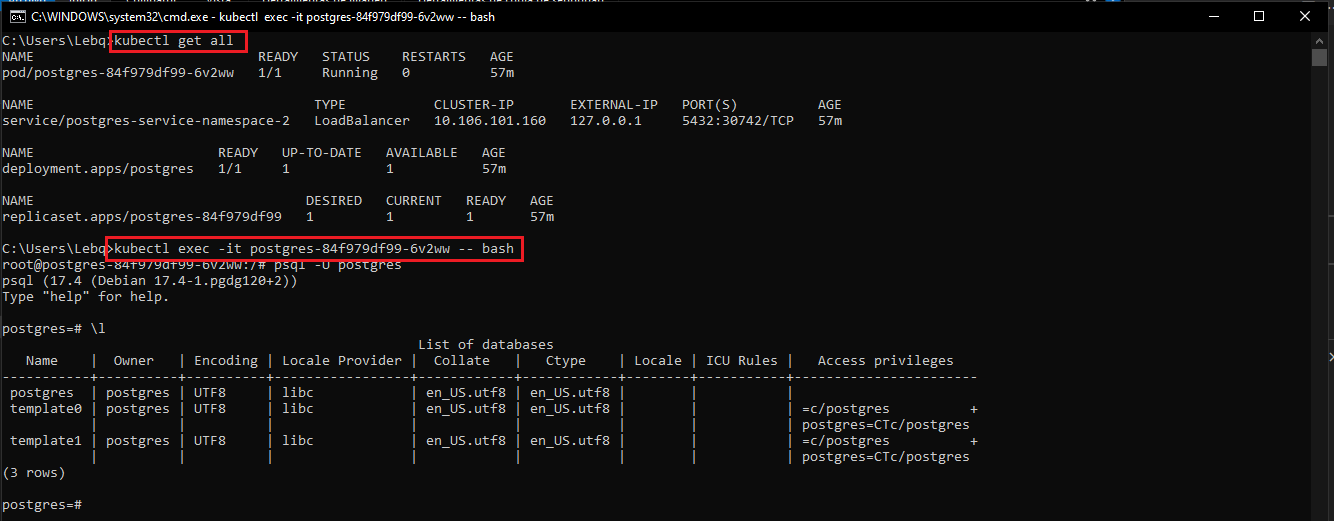 C:\WINDOWS\system32\cmd.exe - kubectl exec -it postgres-84f979df99-6v2ww -- bash
C:\Users\Lebq>kubectl get all
NAME                            READY   STATUS    RESTARTS   AGE
pod/postgres-84f979df99-6v2ww   1/1     Running   0          57m
NAME                                   TYPE           CLUSTER-IP       EXTERNAL-IP   PORT(S)          AGE
service/postgres-service-namespace-2   LoadBalancer   10.106.101.160   127.0.0.1     5432:30742/TCP   57m
NAME                       READY   UP-TO-DATE   AVAILABLE   AGE
deployment.apps/postgres   1/1     1            1           57m
NAME                                  DESIRED   CURRENT   READY   AGE
replicaset.apps/postgres-84f979df99   1         1         1       57m
C:\Users\Lebq>kubectl exec -it postgres-84f979df99-6v2ww -- bash
root@postgres-84f979df99-6v2ww:/# psql -U postgres
psql (17.4 (Debian 17.4-1.pgdg120+2))
Type "help" for help.
postgres=# \l
                                                    List of databases
   Name    |  Owner   | Encoding | Locale Provider |  Collate   |   Ctype    | Locale | ICU Rules |   Access privileges
-----------+----------+----------+-----------------+------------+------------+--------+-----------+-----------------------
 postgres  | postgres | UTF8     | libc            | en_US.utf8 | en_US.utf8 |        |           |
 template0 | postgres | UTF8     | libc            | en_US.utf8 | en_US.utf8 |        |           | =c/postgres          +
           |          |          |                 |            |            |        |           | postgres=CTc/postgres
 template1 | postgres | UTF8     | libc            | en_US.utf8 | en_US.utf8 |        |           | =c/postgres          +
           |          |          |                 |            |            |        |           | postgres=CTc/postgres
(3 rows)
postgres=#